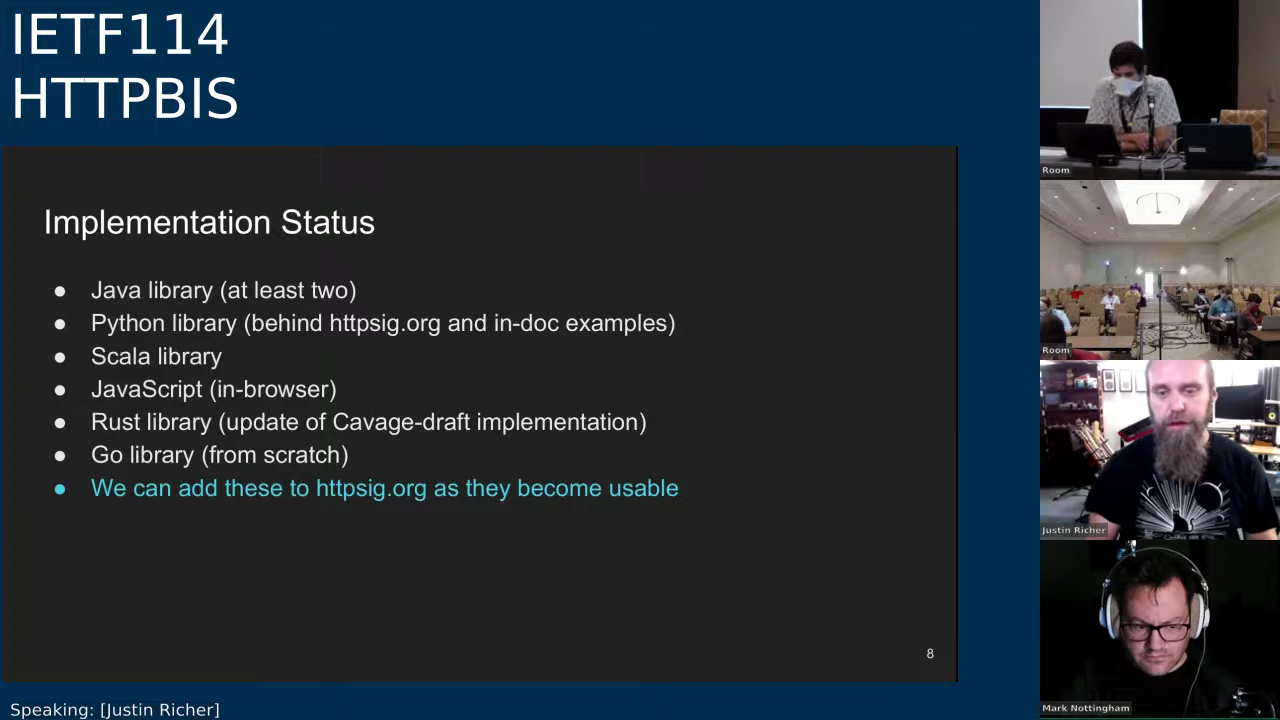 IETF114
HTTPBIS
Implementation Status
● Java library (at least two)
● Python library (behind httpsig.org and in-doc examples)
● Scala library
● JavaScript (in-browser)
● Rust library (update of Cavage-draft implementation)
● Go library (from scratch)
● We can add these to httpsig.org as they become usable
8
Speaking: [Justin Richer]
Room
Room
Justin Richer
Mark Nottingham